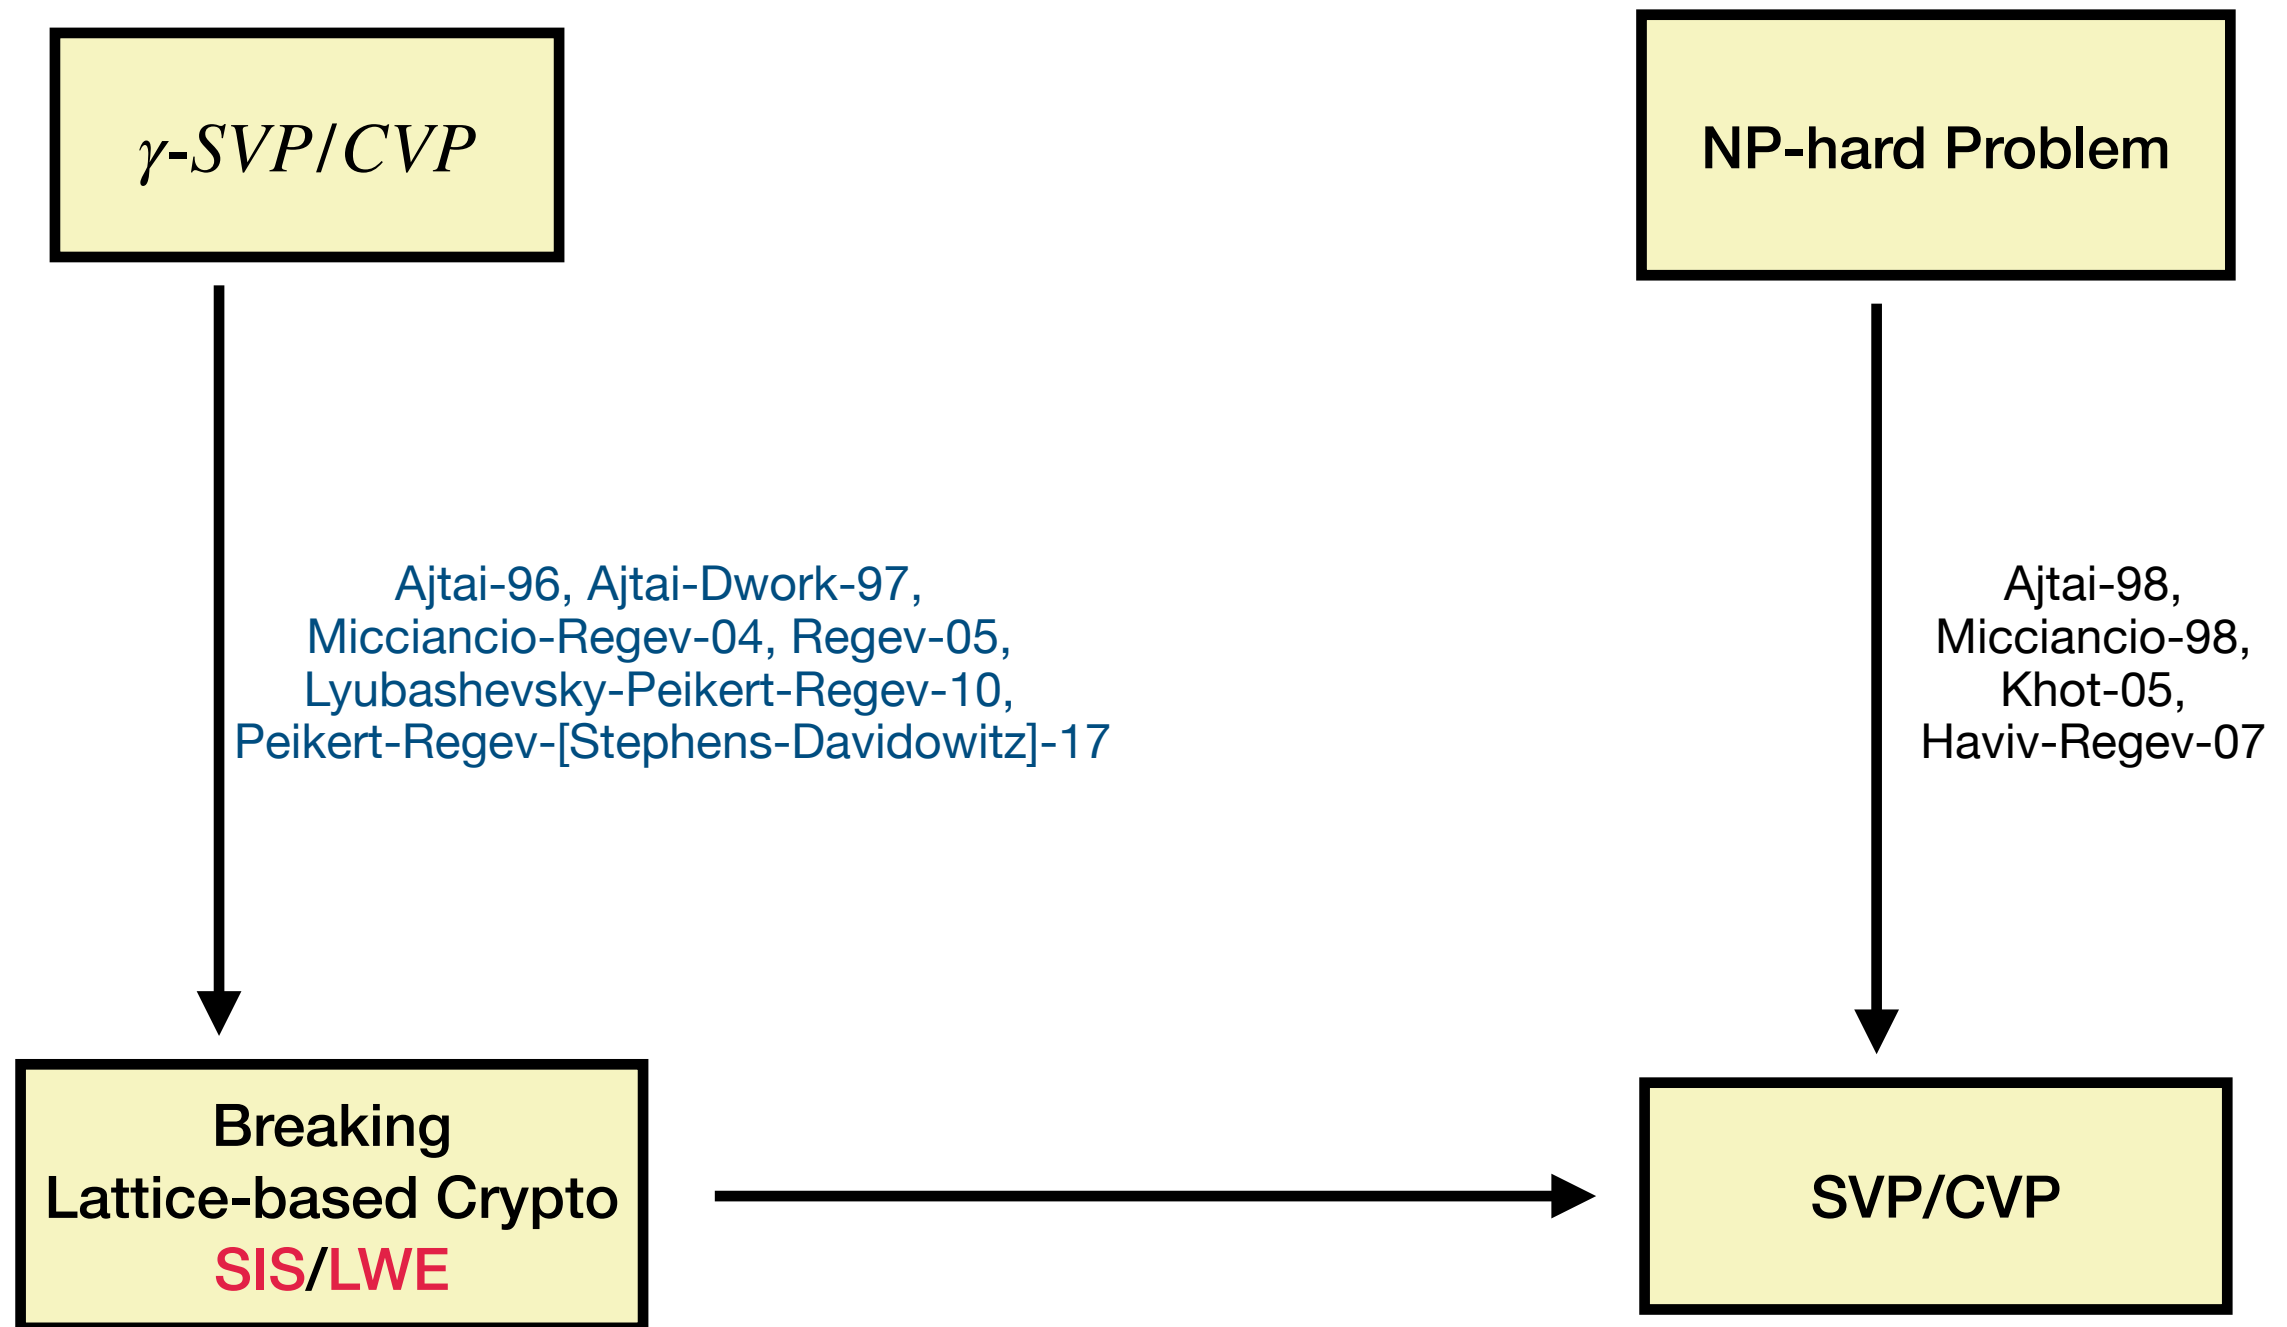 γ-SVP/CVP
NP-hard Problem
Ajtai-96, Ajtai-Dwork-97,
Micciancio-Regev-04, Regev-05,
Lyubashevsky-Peikert-Regev-10,
Peikert-Regev-[Stephens-Davidowitz]-17
Ajtai-98,
Micciancio-98,
Khot-05,
Haviv-Regev-07
Breaking
Lattice-based Crypto
SIS/LWE
SVP/CVP